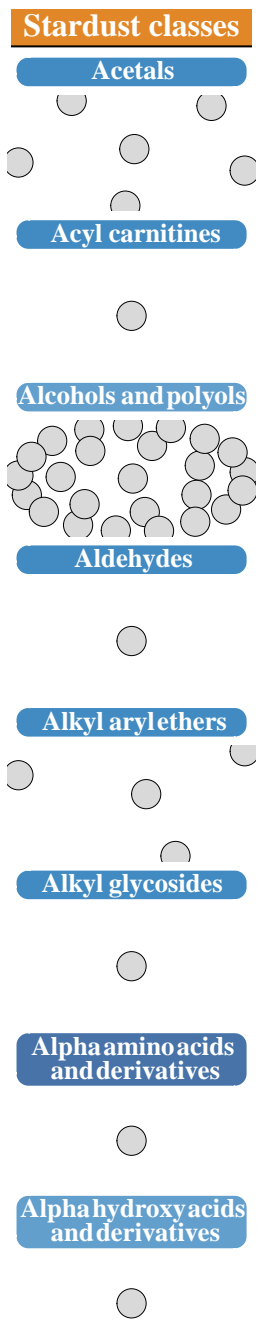 Stardust classes
Acetals
Acyl carnitines
Alcohols and polyols
Aldehydes
Alkyl aryl ethers
Alkyl glycosides
Alpha amino acids
and derivatives
Alpha hydroxy acids
and derivatives